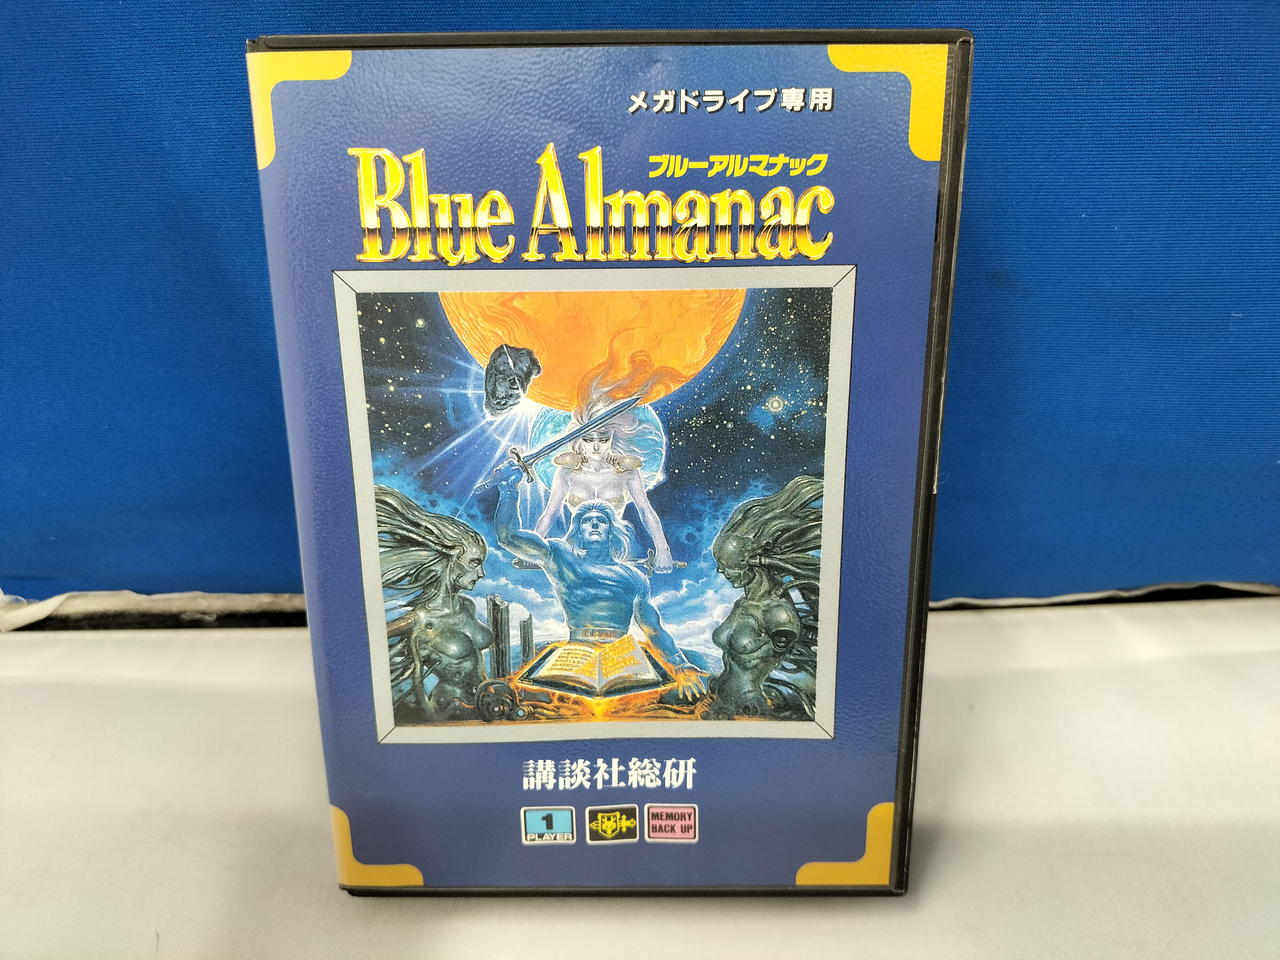 メガドライブ専用
ブルーアルマナック
Blue Almanac
講談社総研
1
PLAYER
MEMORY
BACK UP